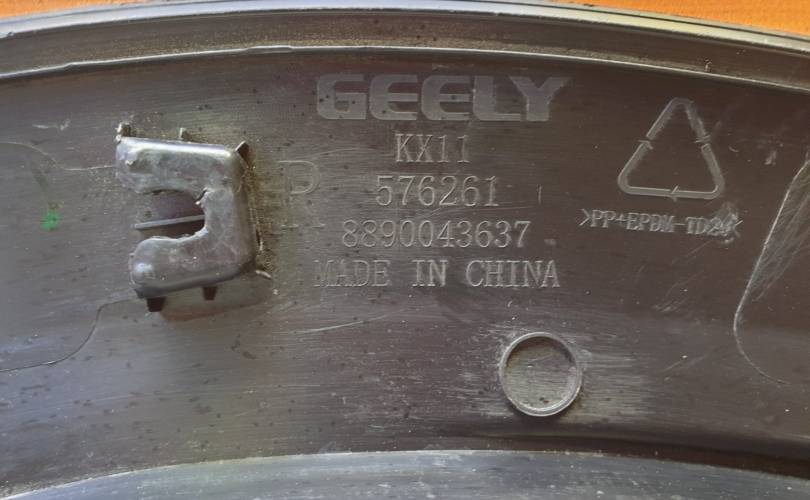 GEELY
KX11
P
576261
8890043637
MADE IN CHINA
>PP+EPDM-TD20<